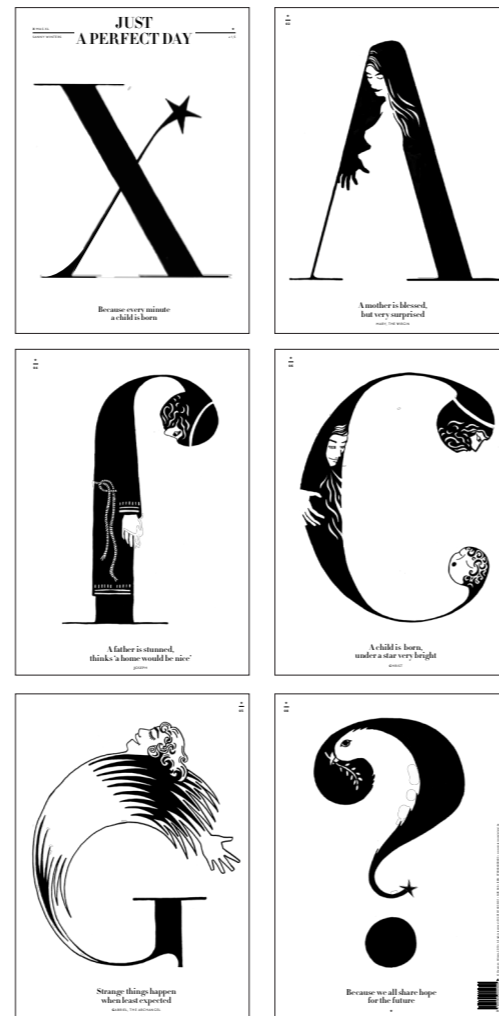 JUST
A PERFECT DAY
X
Because every minute
a child is born
A
A mother is blessed,
but very surprised
MARY, THE VIRGIN
f
A father is stunned,
thinks ‘a home would be nice’
JOSEPH
C
A child is born,
under a star very bright
CHRIST
G
Strange things happen
when least expected
GABRIEL, THE ARCHANGEL
?
Because we all share hope
for the future